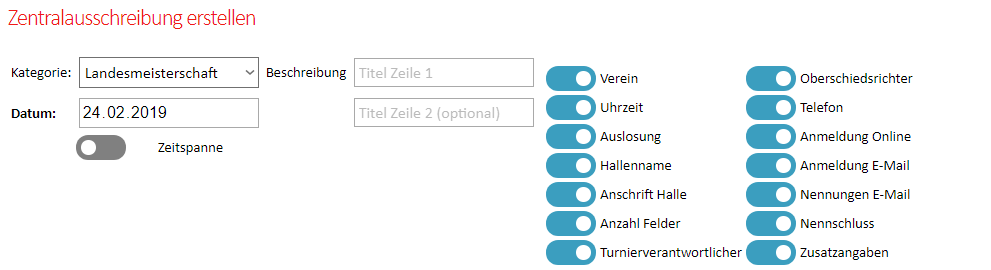 Zentralausschreibung erstellen
Kategorie: Landesmeisterschaft Beschreibung Titel Zeile 1
Datum: 24.02.2019 Titel Zeile 2 (optional)
Zeitspanne
Verein Oberschiedsrichter
Uhrzeit Telefon
Auslosung Anmeldung Online
Hallenname Anmeldung E-Mail
Anschrift Halle Nennungen E-Mail
Anzahl Felder Nennschluss
Turnierverantwortlicher Zusatzangaben